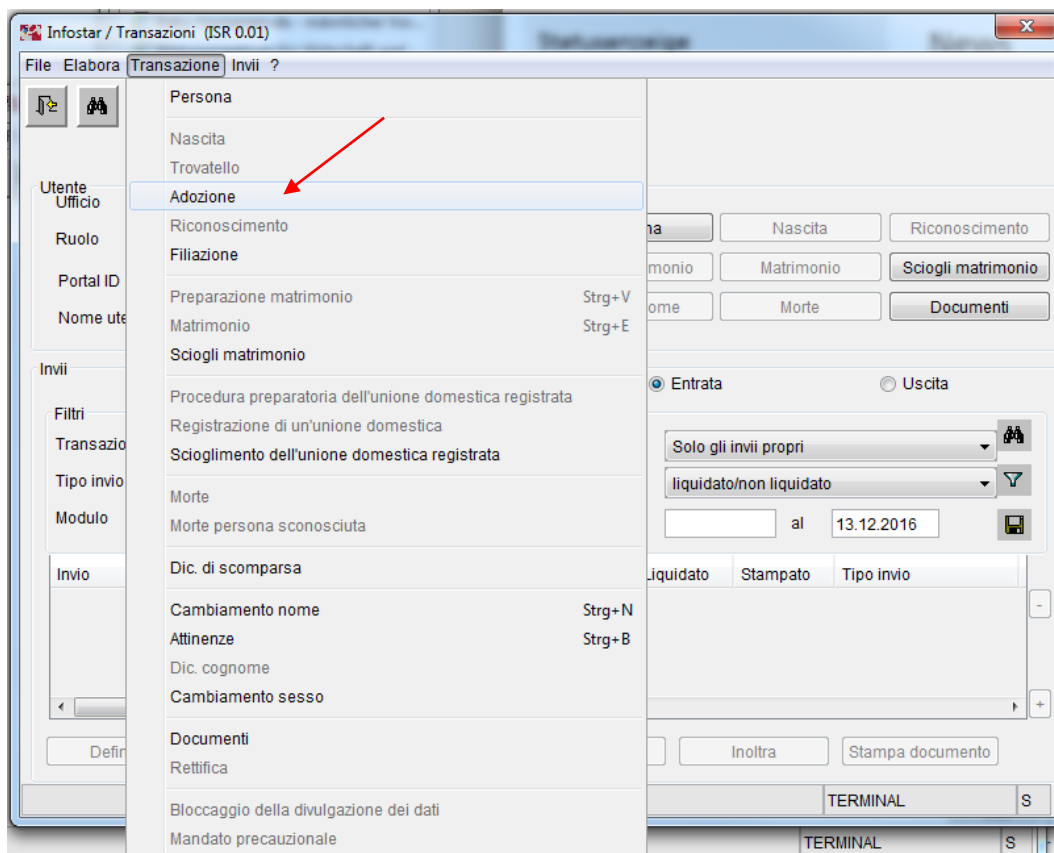 Infostar / Transazioni (ISR 0.01)
File Elabora Transazione Invii ?
Persona
Nascita
Trovatello
Adozione
Riconoscimento
Filiazione
Preparazione matrimonio Strg+V
Matrimonio Strg+E
Sciogli matrimonio
Procedura preparatoria dell'unione domestica registrata
Registrazione di un'unione domestica
Scioglimento dell'unione domestica registrata
Morte
Morte persona sconosciuta
Dic. di scomparsa
Cambiamento nome Strg+N
Attinenze Strg+B
Dic. cognome
Cambiamento sesso
Documenti
Rettifica
Bloccaggio della divulgazione dei dati
Mandato precauzionale
Utente
Ufficio
Ruolo
Portal ID
Nome ute
na Nascita Riconoscimento
monio Matrimonio Sciogli matrimonio
ome Morte Documenti
Invii
Entrata Uscita
Filtri
Transazio Solo gli invii propri
Tipo invio liquidato/non liquidato
Modulo al 13.12.2016
Invio Liquidato Stampato Tipo invio
-
+
Defin Inoltra Stampa documento
TERMINAL S
TERMINAL S